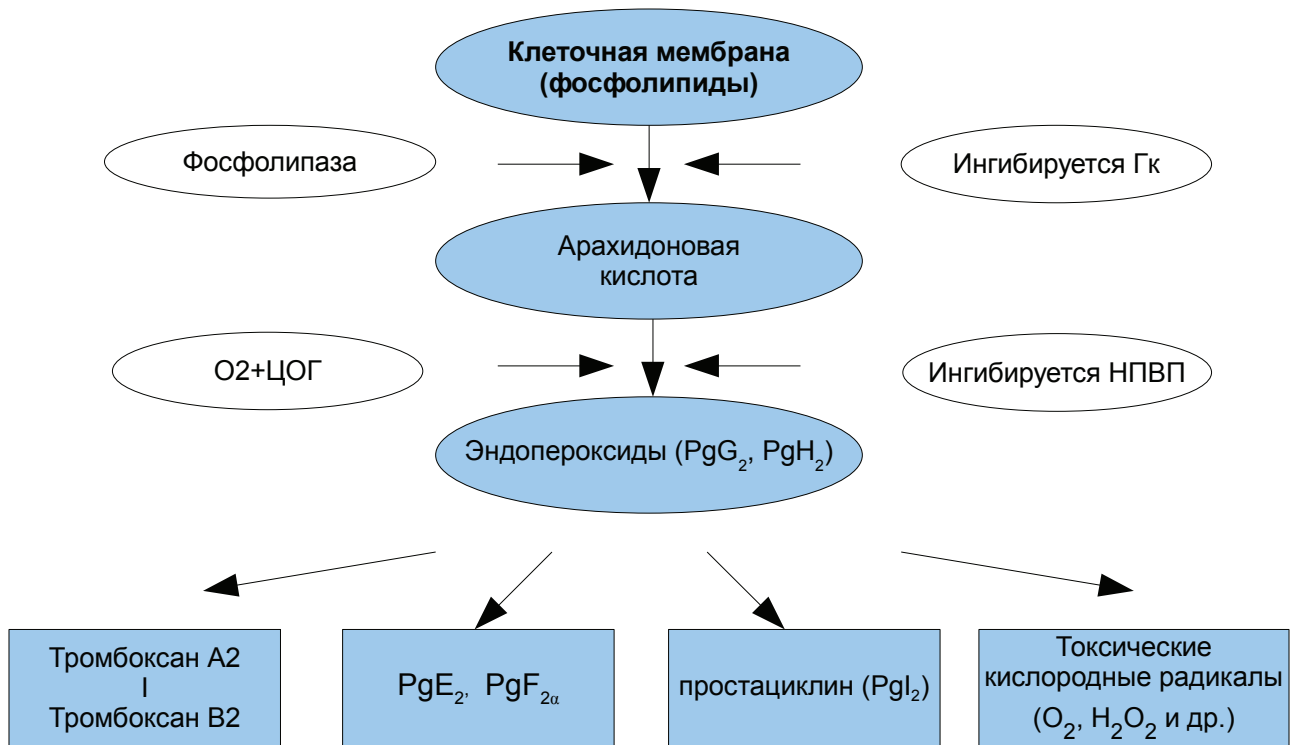 Клеточная мембрана
(фосфолипиды)
Фосфолипаза
Ингибируется Гк
Арахидоновая
кислота
О2+ЦОГ
Ингибируется НПВП
Эндопероксиды (PgG₂, PgH₂)
Тромбоксан А2
I
Тромбоксан В2
PgE₂, PgF₂α
простациклин (PgI₂)
Токсические
кислородные радикалы
(O₂, H₂O₂ и др.)